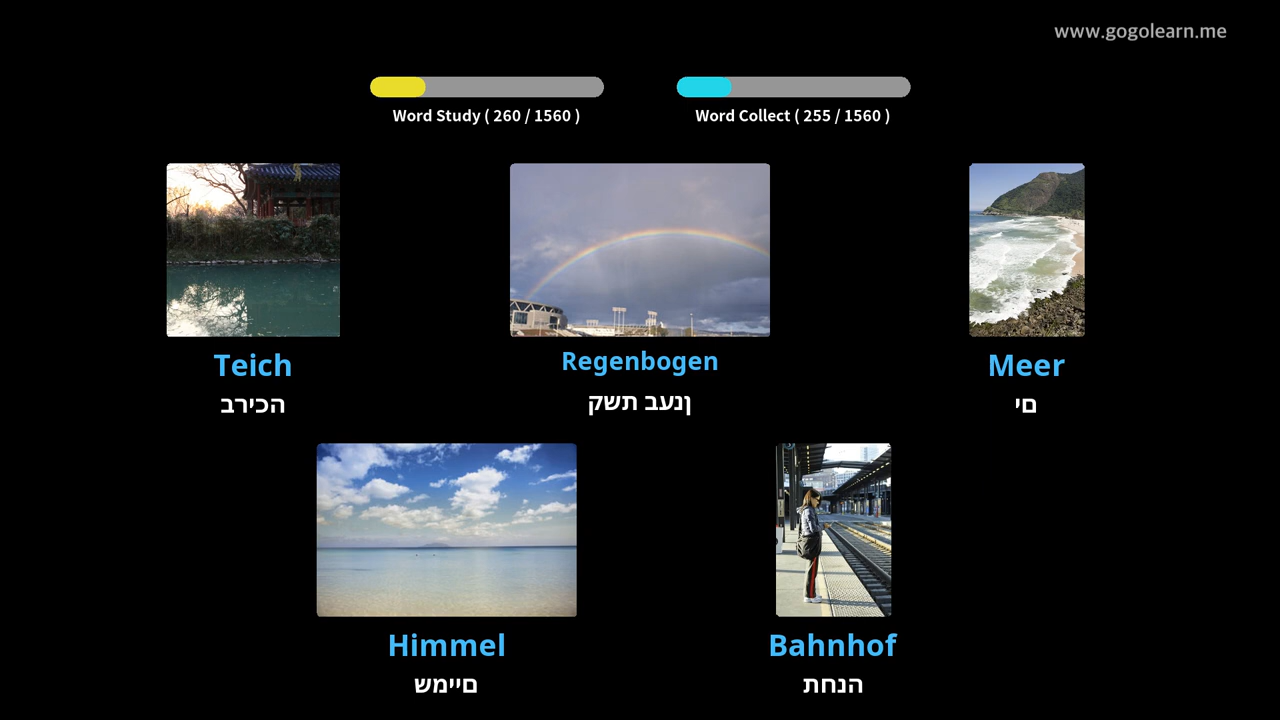 www.gogolearn.me
Word Study ( 260 / 1560 )
Word Collect ( 255 / 1560 )
Teich
הכירב
Regenbogen
ןנעב תשק
Meer
םי
Himmel
םיימש
Bahnhof
הנחת